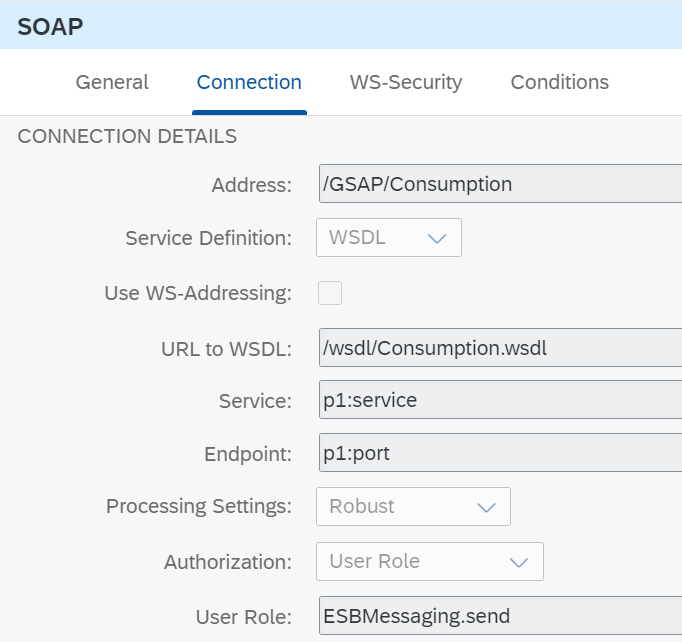 SOAP
General Connection WS-Security Conditions
CONNECTION DETAILS
Address: /GSAP/Consumption
Service Definition: WSDL
Use WS-Addressing:
URL to WSDL: /wsdl/Consumption.wsdl
Service: p1:service
Endpoint: p1:port
Processing Settings: Robust
Authorization: User Role
User Role: ESBMessaging.send